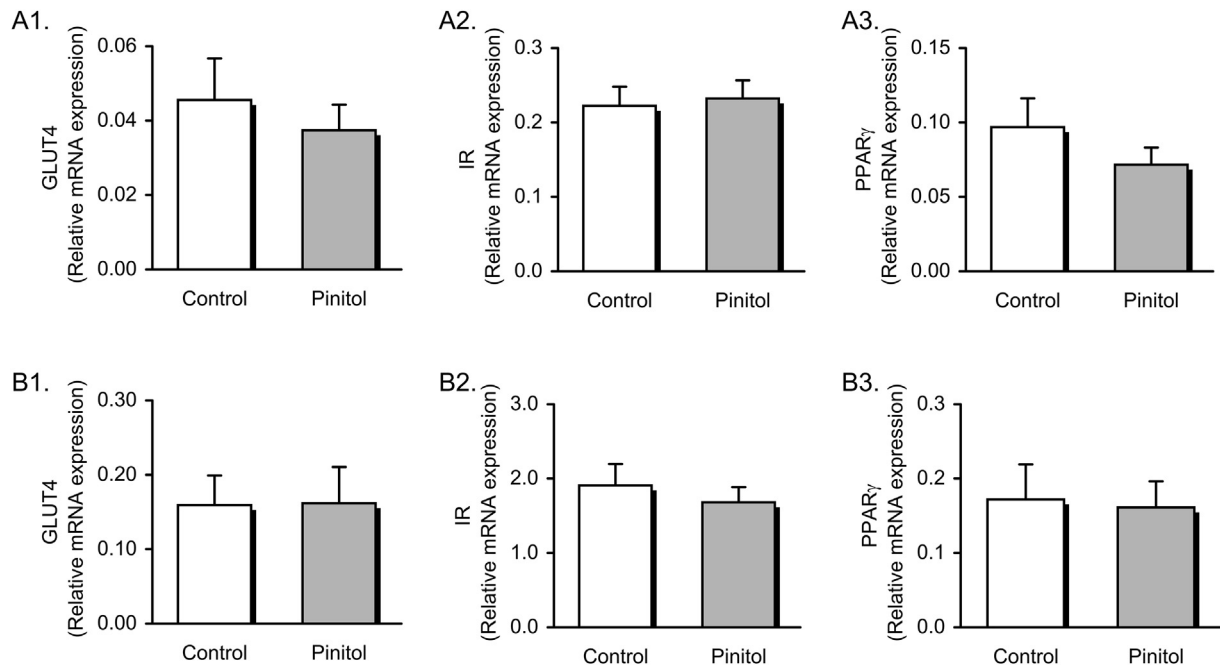 A1.
GLUT4
(Relative mRNA expression)
0.06
0.04
0.02
0.00
Control
Pinitol
A2.
IR
(Relative mRNA expression)
0.3
0.2
0.1
0.0
Control
Pinitol
A3.
PPARγ
(Relative mRNA expression)
0.15
0.10
0.05
0.00
Control
Pinitol
B1.
GLUT4
(Relative mRNA expression)
0.30
0.20
0.10
0.00
Control
Pinitol
B2.
IR
(Relative mRNA expression)
3.0
2.0
1.0
0.0
Control
Pinitol
B3.
PPARγ
(Relative mRNA expression)
0.3
0.2
0.1
0.0
Control
Pinitol